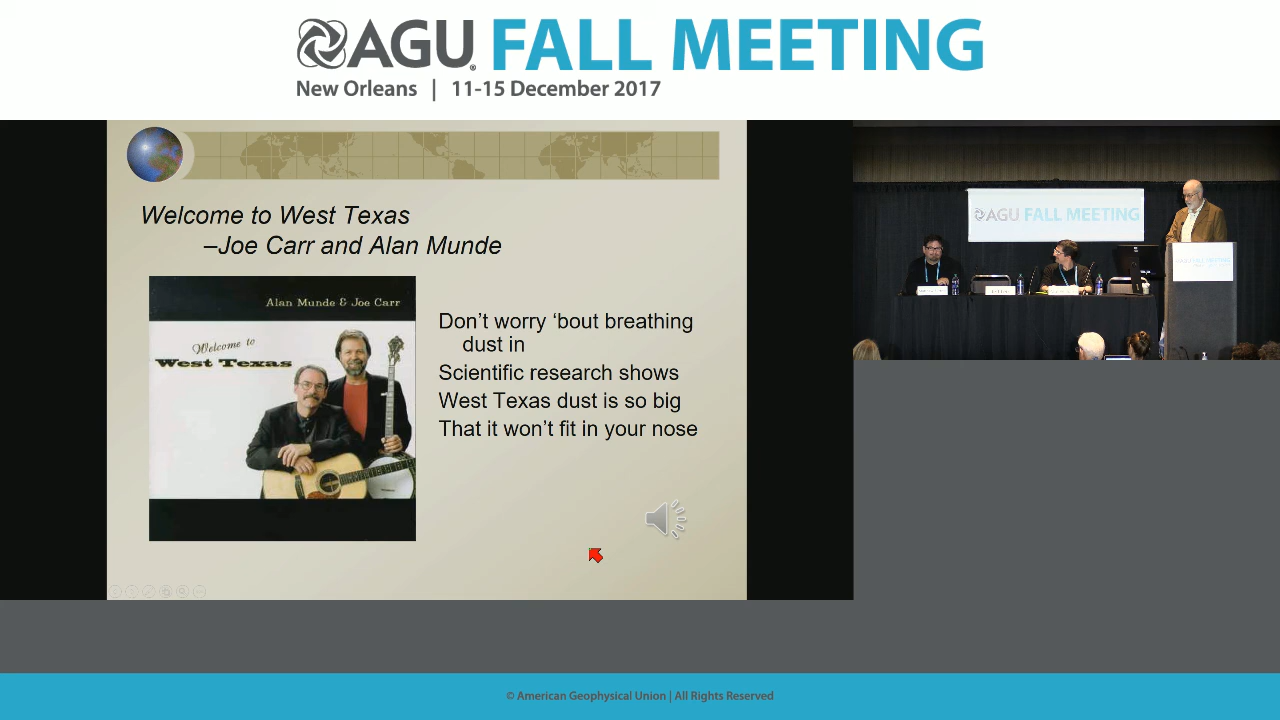 AGU FALL MEETING
New Orleans | 11-15 December 2017
Welcome to West Texas
–Joe Carr and Alan Munde
Alan Munde & Joe Carr
Welcome to
West Texas
Don't worry ‘bout breathing
dust in
Scientific research shows
West Texas dust is so big
That it won't fit in your nose
AGU FALL MEETING
AGU FALL MEETING
© American Geophysical Union | All Rights Reserved